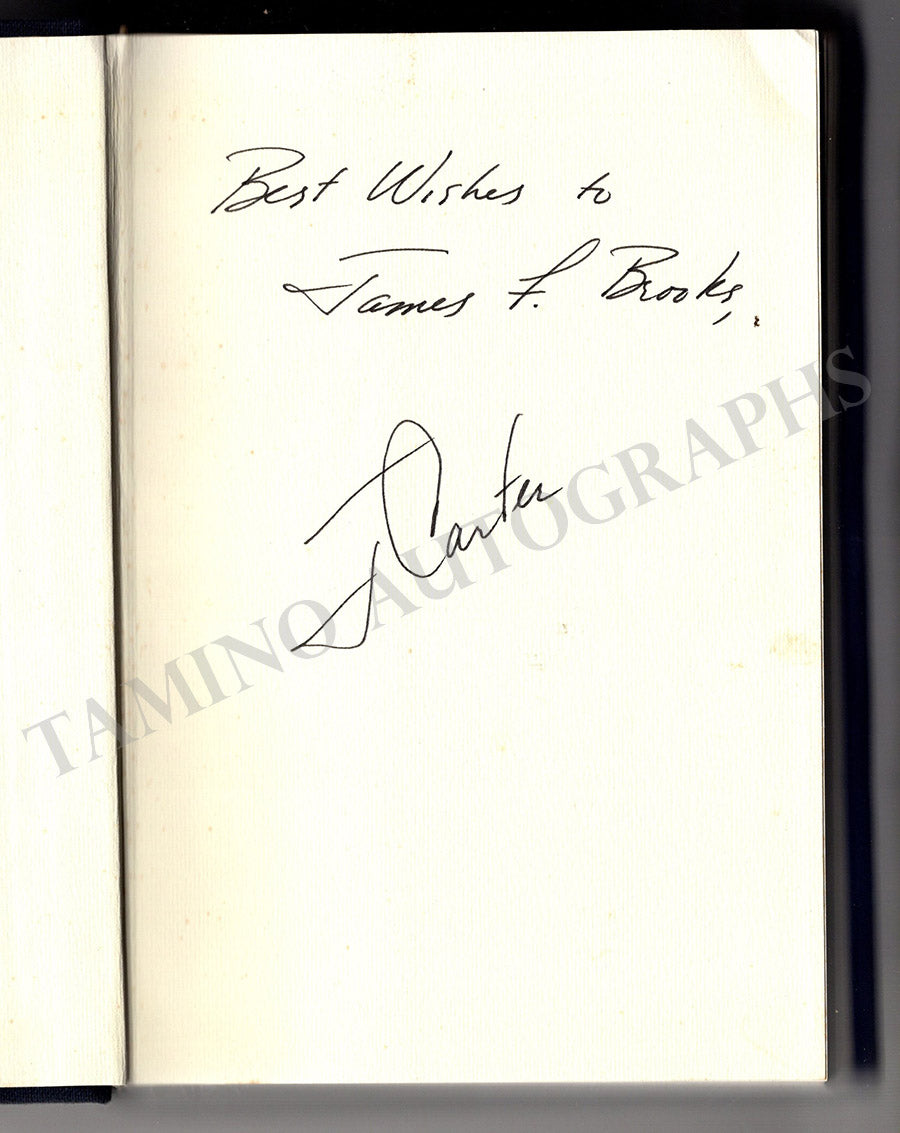 Best Wishes to
James F. Brooks,
J Carter
TAMINO AUTOGRAPHS